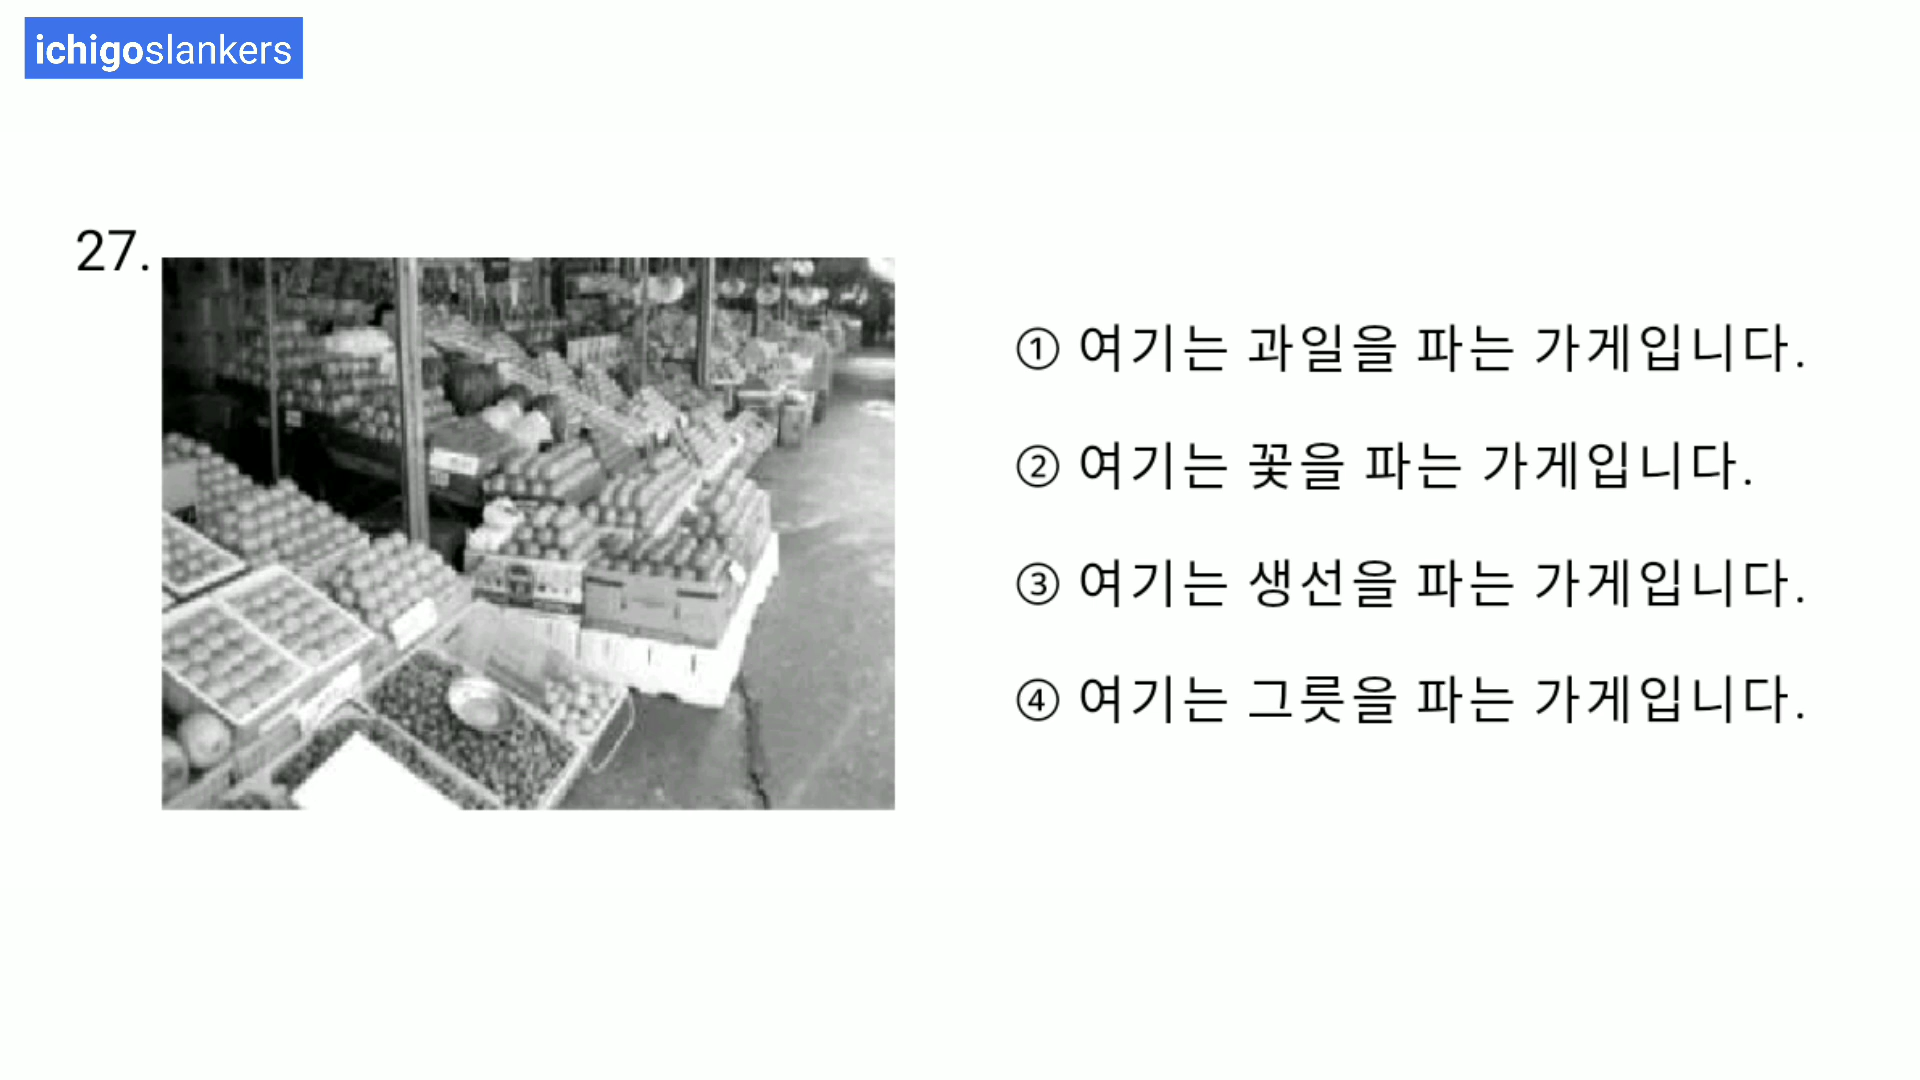 ichigoslankers
27.
① 여기는 과일을 파는 가게입니다.
② 여기는 꽃을 파는 가게입니다.
③ 여기는 생선을 파는 가게입니다.
④ 여기는 그릇을 파는 가게입니다.